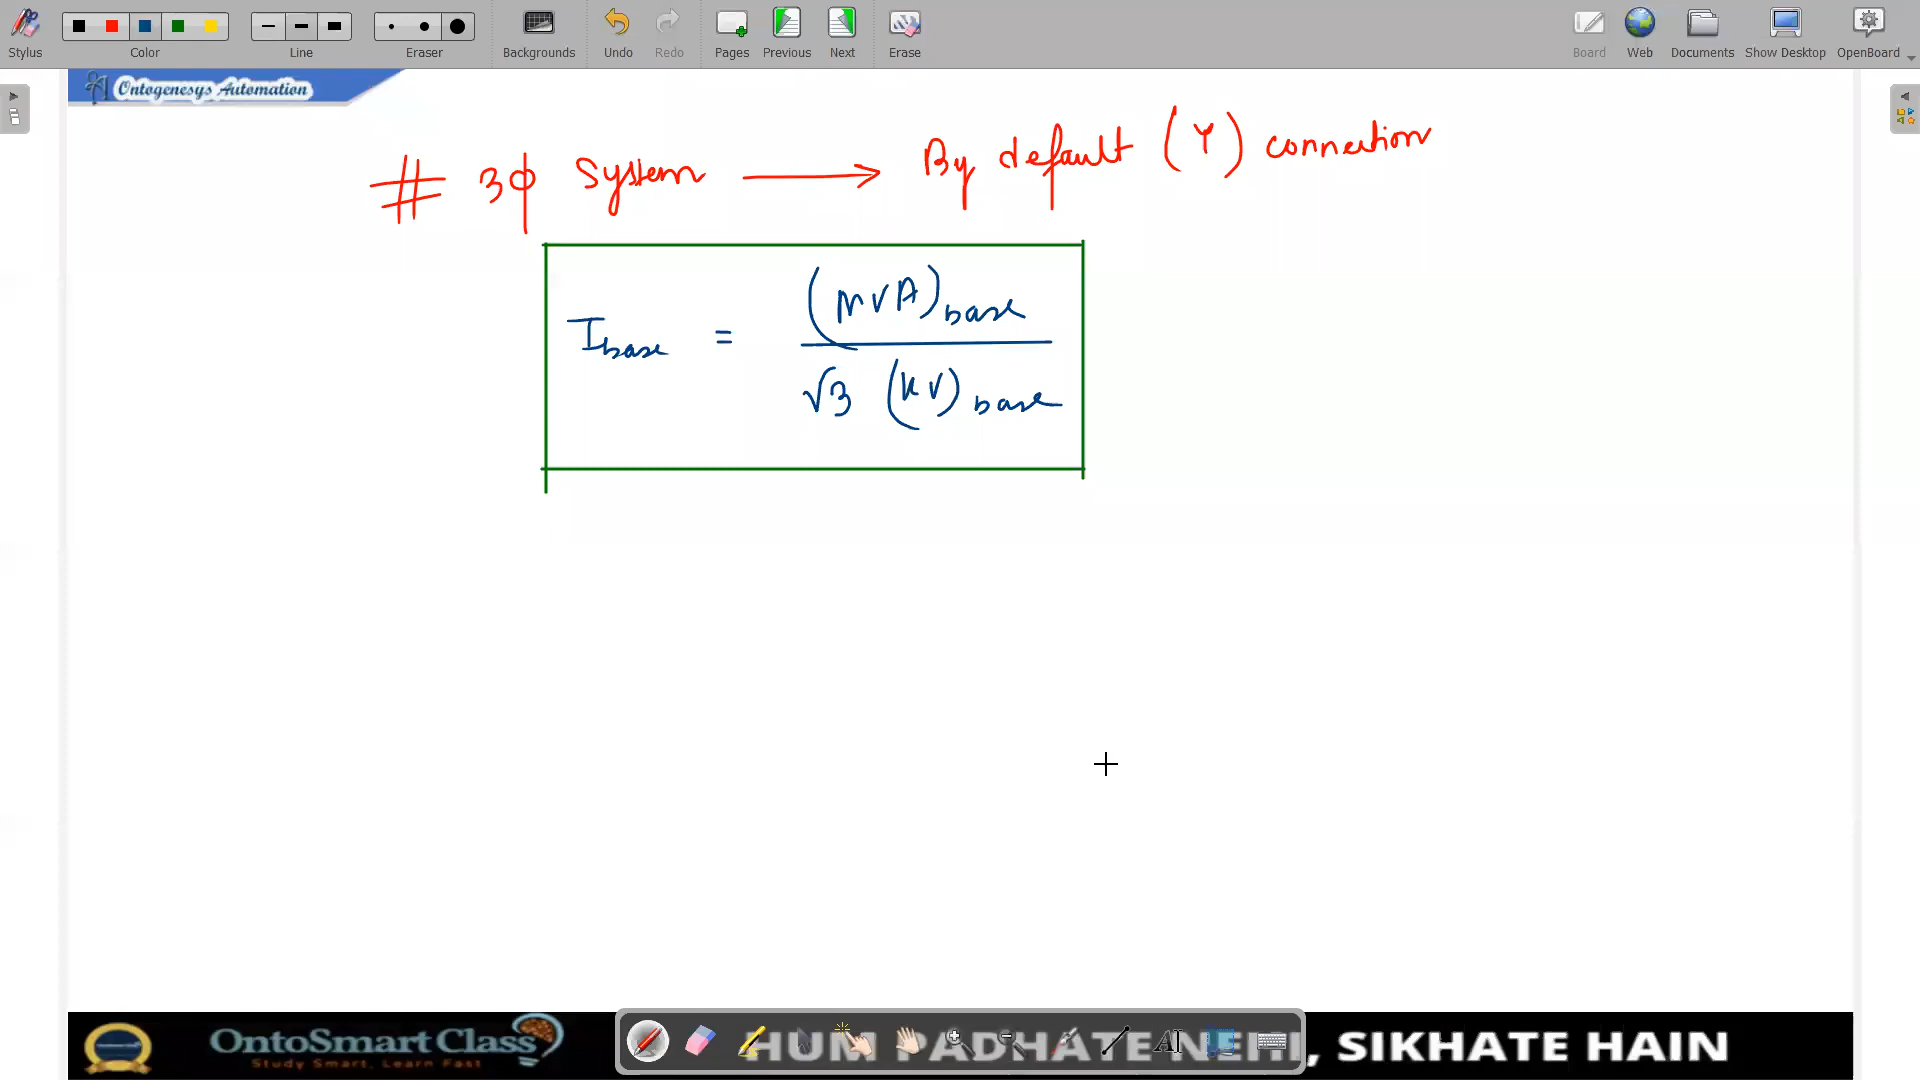 Stylus Color Line Eraser Backgrounds Undo Redo Pages Previous Next Erase Board Web Documents Show Desktop OpenBoard
Ontogenesys Automation
# 3ϕ System ⟶ By default (Y) connection
I_base = (MVA)_base / √3 (kV)_base
OntoSmart Class
Study Smart, Learn Fast
HUM PADHATE NEHI, SIKHATE HAIN